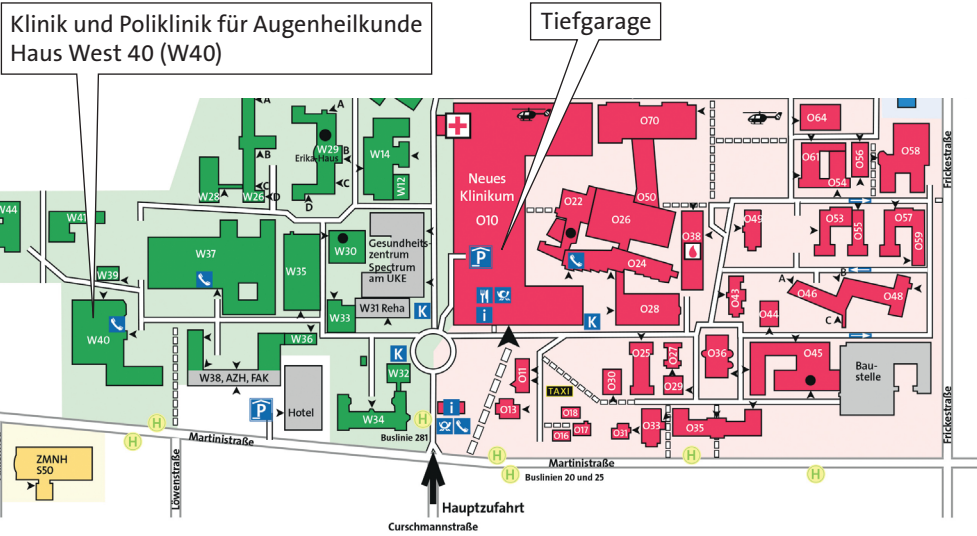 Klinik und Poliklinik für Augenheilkunde
Haus West 40 (W40)
Tiefgarage
A
B
C
D
W28
W26
A
W29
B
Erika-Haus
C
D
W14
W12
Neues
Klinikum
O10
O70
O50
O64
O61
O56
O58
O54
Frickestraße
W44
W41
W37
W35
W30
Gesundheits-
zentrum
Spectrum
am UKE
W39
W33
W31 Reha
K
O22
O26
O38
O24
O28
O49
O53
O55
O57
O59
P
i
K
O43
A
B
O46
O48
C
O44
W40
W36
W38, AZH, FAK
K
W32
P
Hotel
W34
i
H
Buslinie 281
O11
O13
TAXI
O25
O27
O30
O29
O36
O45
Bau-
stelle
O18
O17
O16
O31
O33
O35
Frickestraße
H
H
Martinistraße
ZMNH
S50
Löwenstraße
H
H
Martinistraße
Buslinien 20 und 25
H
H
Hauptzufahrt
Curschmannstraße